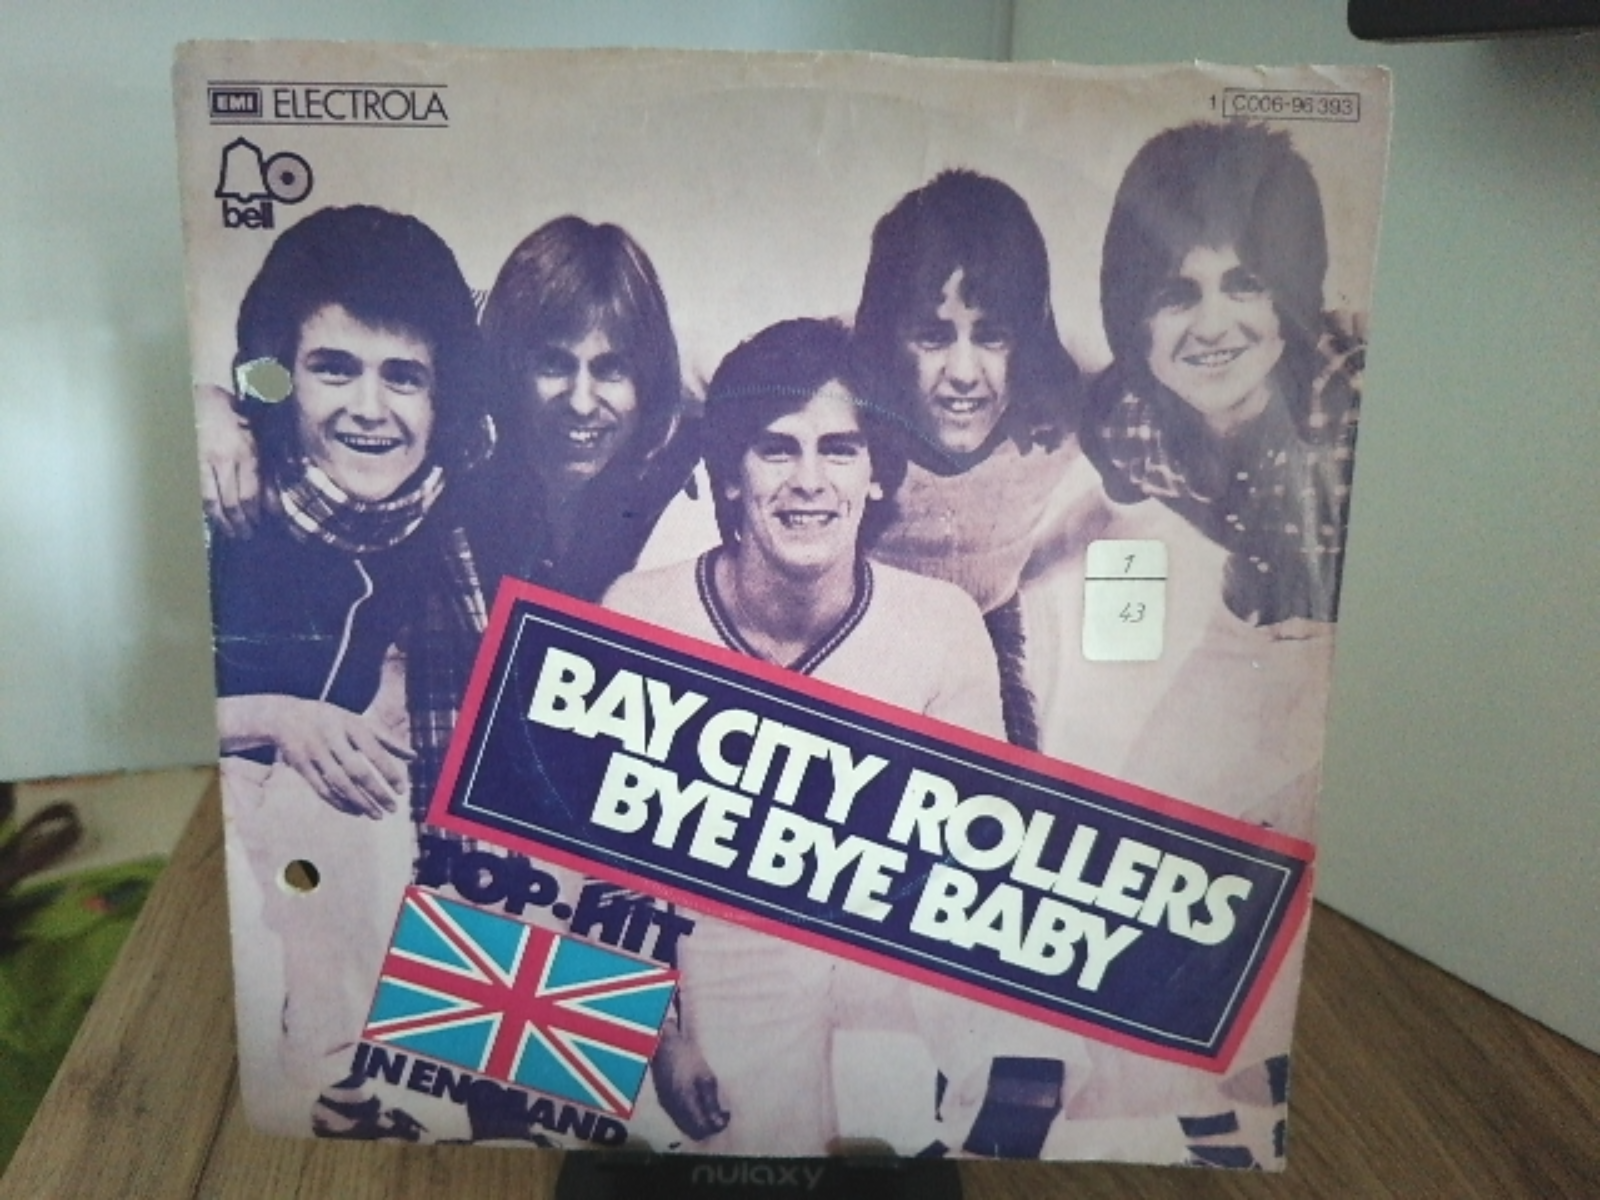 EMI ELECTROLA
1 C006-96 393
bell
1
43
BAY CITY ROLLERS
BYE BYE BABY
TOP-HIT
IN ENGLAND
nulaxy